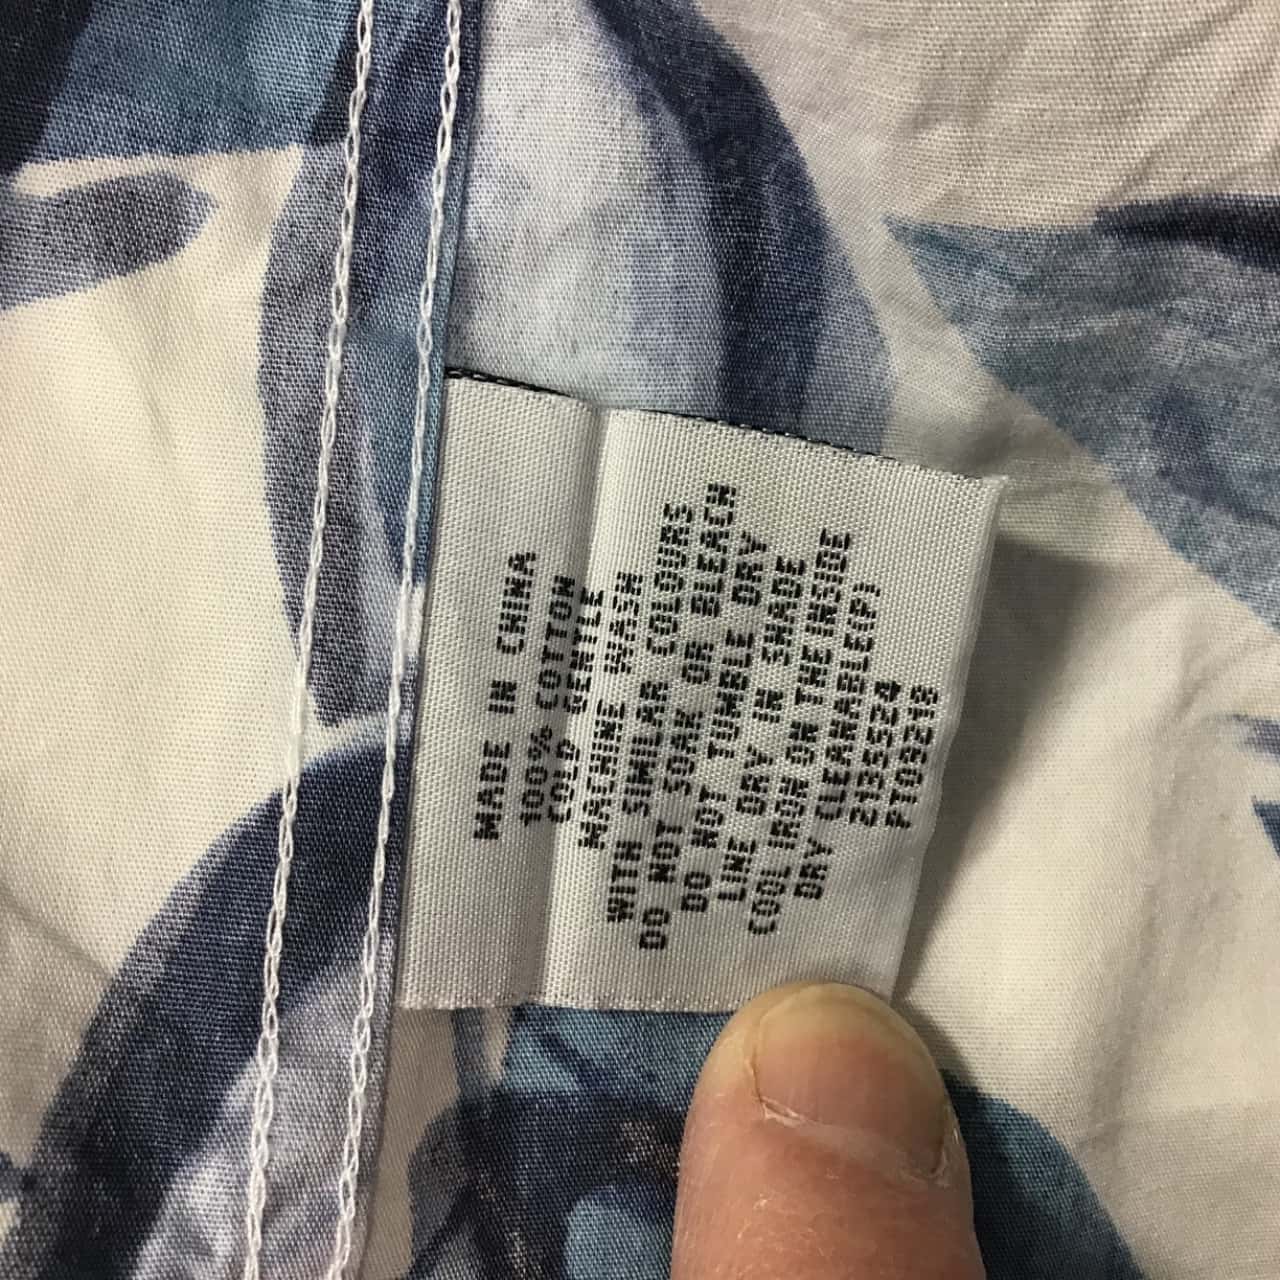 MADE IN CHINA
100% COTTON
COLD GENTLE
MACHINE WASH
WITH SIMILAR COLOURS
DO NOT SOAK OR BLEACH
DO NOT TUMBLE DRY
LINE DRY IN SHADE
COOL IRON ON THE INSIDE
DRY CLEANABLE(P)
2135524
PT09218